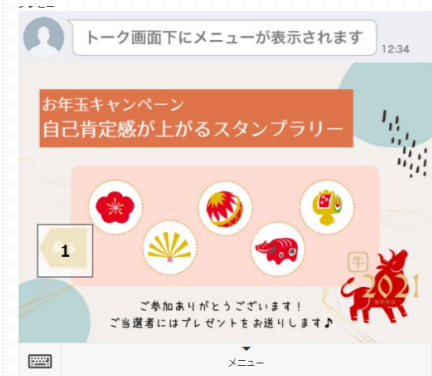 トーク画面下にメニューが表示されます
12:34
お年玉キャンペーン
自己肯定感が上がるスタンプラリー
1
牛
2021
ご参加ありがとうございます！
ご当選者にはプレゼントをお送りします♪
メニュー